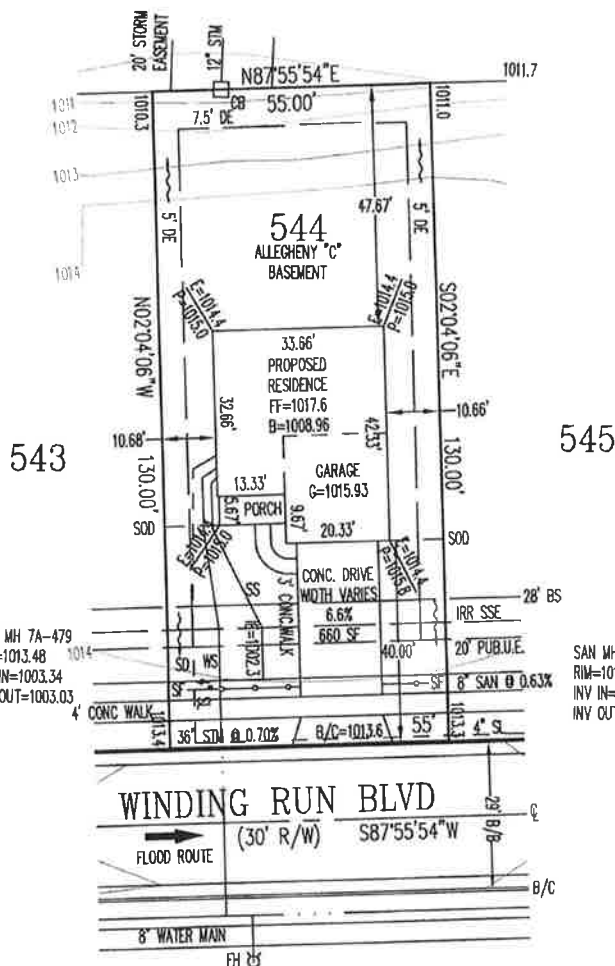 20' STORM
EASEMENT
12" STM
N87°55'54"E
1011.7
1010.3
CB
55.00'
1011.0
1011
1012
7.5' DE
1013
47.67'
5' DE
5' DE
544
ALLEGHENY "C"
BASEMENT
1014
E=1014.4
P=1015.0
E=1014.4
P=1015.0
N02°04'06"W
S02°04'06"E
33.66'
PROPOSED
RESIDENCE
FF=1017.6
B=1008.96
32.66'
42.33'
10.68'
10.66'
543
545
130.00'
130.00'
GARAGE
G=1015.93
13.33'
5.67'
PORCH
9.67'
20.33'
SOD
SOD
E=1014.4
P=1015.6
CONC. DRIVE
WIDTH VARIES
6.6%
660 SF
3' CONC.WALK
SS
28' BS
IRR SSE
B=1002.3
MH 7A-479
=1013.48
1014
SD
WS
40.00'
20' PUB.U.E.
SAN MH
N=1003.34
OUT=1003.03
SF
SL
SF
8" SAN @ 0.63%
INV IN=
INV OUT
4' CONC WALK
1013.4
36" STM @ 0.70%
B/C=1013.6
55'
1013.3
4" SL
WINDING RUN BLVD
(30' R/W)
S87°55'54"W
FLOOD ROUTE
29' B/B
B/C
8" WATER MAIN
FH